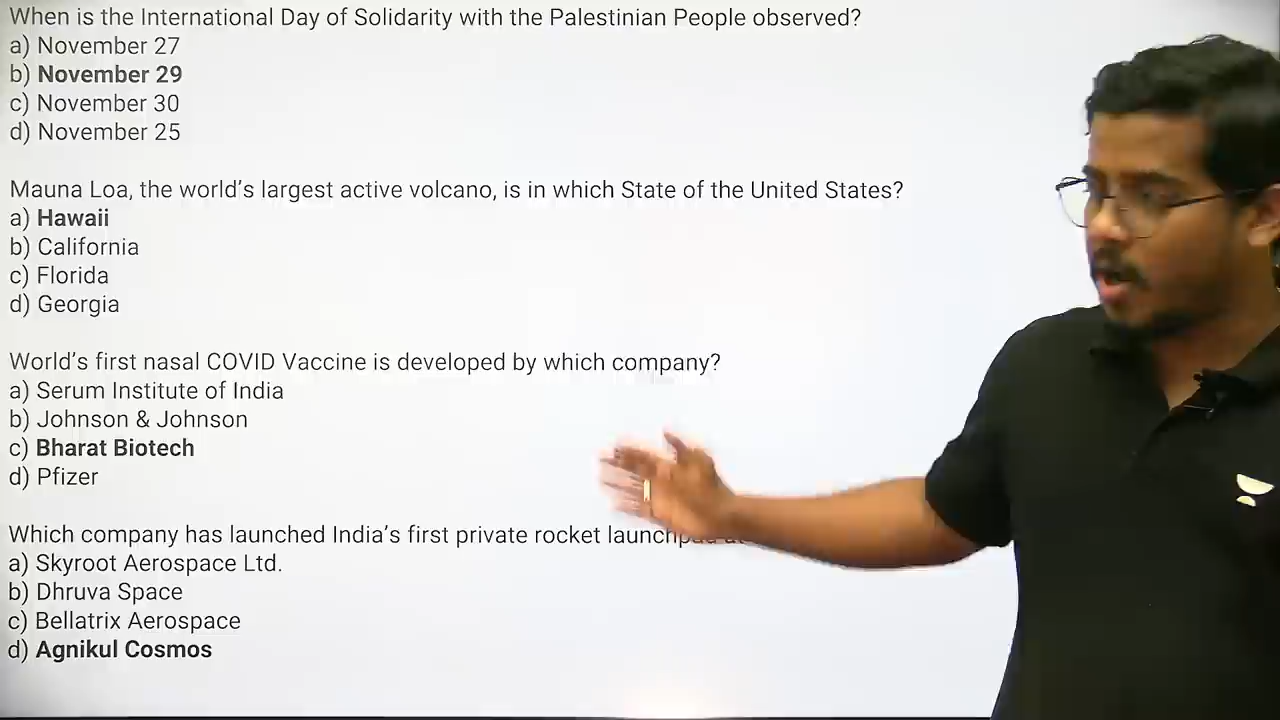 When is the International Day of Solidarity with the Palestinian People observed?
a) November 27
b) November 29
c) November 30
d) November 25
Mauna Loa, the world's largest active volcano, is in which State of the United States?
a) Hawaii
b) California
c) Florida
d) Georgia
World's first nasal COVID Vaccine is developed by which company?
a) Serum Institute of India
b) Johnson & Johnson
c) Bharat Biotech
d) Pfizer
Which company has launched India's first private rocket launchpad at
a) Skyroot Aerospace Ltd.
b) Dhruva Space
c) Bellatrix Aerospace
d) Agnikul Cosmos